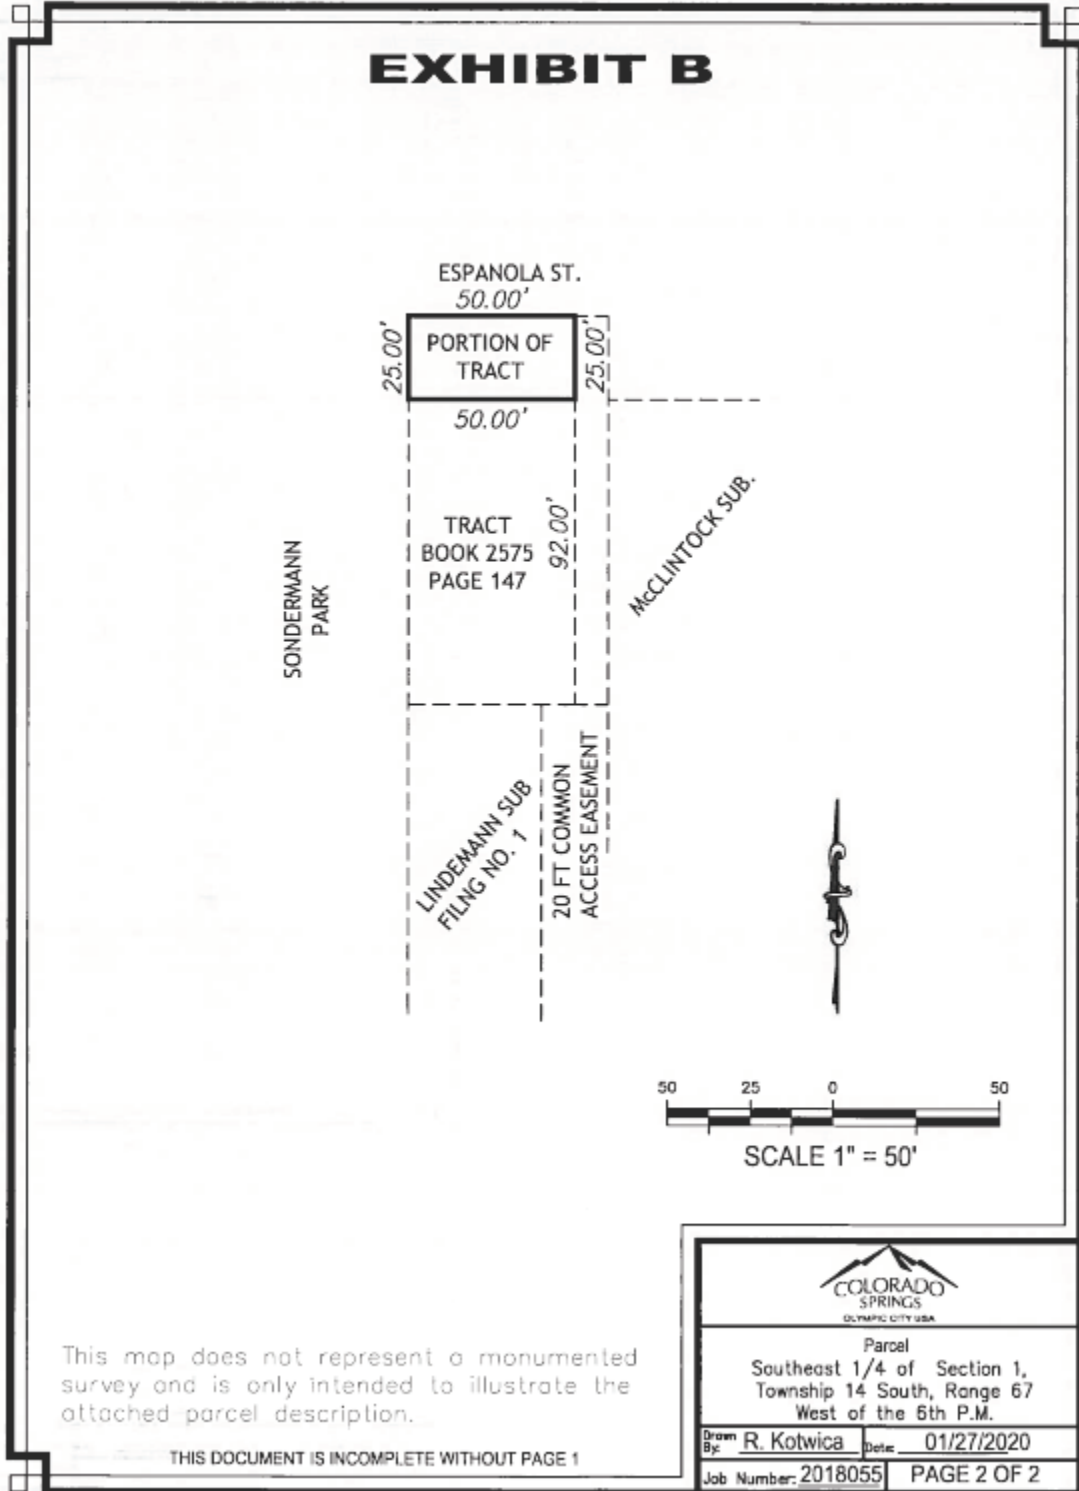 EXHIBIT B
ESPANOLA ST.
50.00'
25.00'
PORTION OF
TRACT
25.00'
50.00'
TRACT
BOOK 2575
PAGE 147
92.00'
SONDERMANN
PARK
McCLINTOCK SUB.
LINDEMANN SUB
FILNG NO. 1
20 FT COMMON
ACCESS EASEMENT
50 25 0 50
SCALE 1" = 50'
COLORADO
SPRINGS
OLYMPIC CITY USA
Parcel
Southeast 1/4 of Section 1,
Township 14 South, Range 67
West of the 6th P.M.
Drawn By: R. Kotwica Date: 01/27/2020
Job Number: 2018055 PAGE 2 OF 2
This map does not represent a monumented
survey and is only intended to illustrate the
attached parcel description.
THIS DOCUMENT IS INCOMPLETE WITHOUT PAGE 1